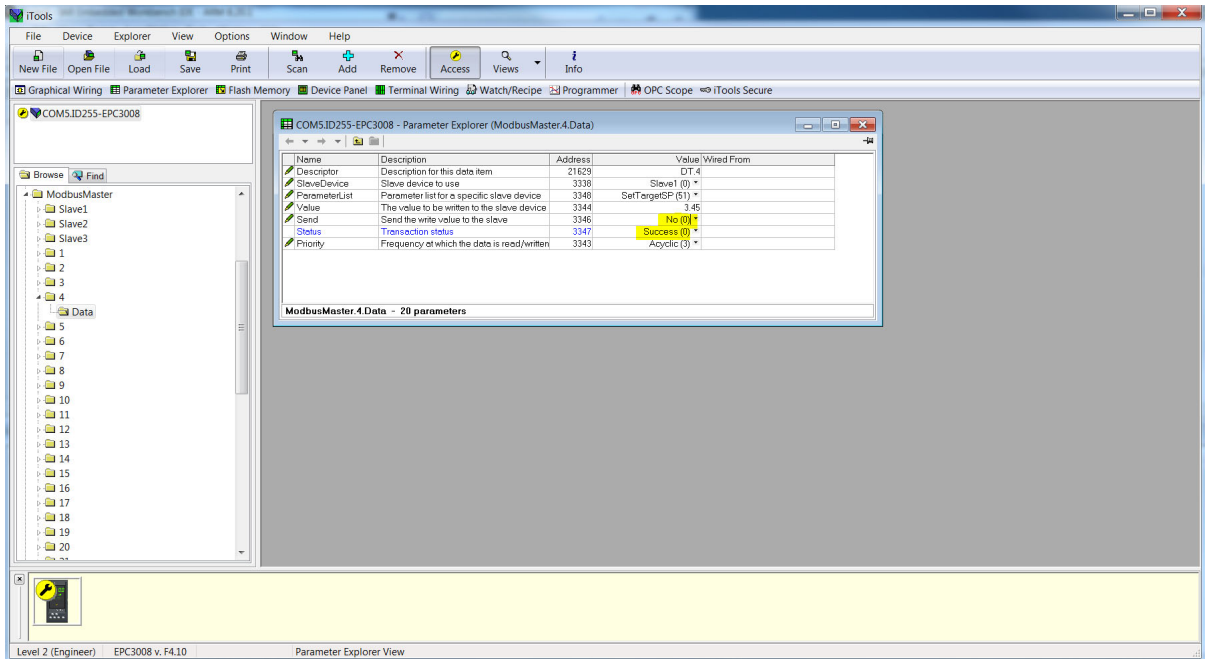 iTools
File Device Explorer View Options Window Help
New File Open File Load Save Print Scan Add Remove Access Views Info
Graphical Wiring Parameter Explorer Flash Memory Device Panel Terminal Wiring Watch/Recipe Programmer OPC Scope iTools Secure
COM5.ID255-EPC3008
Browse Find
ModbusMaster
Slave1
Slave2
Slave3
1
2
3
4
Data
5
6
7
8
9
10
11
12
13
14
15
16
17
18
19
20
COM5.ID255-EPC3008 - Parameter Explorer (ModbusMaster.4.Data)
Name Description Address Value Wired From
Descriptor Description for this data item 21629 DT.4
SlaveDevice Slave device to use 3338 Slave1 (0)
ParameterList Parameter list for a specific slave device 3348 SetTargetSP (51)
Value The value to be written to the slave device 3344 3.45
Send Send the write value to the slave 3346 No (0)
Status Transaction status 3347 Success (0)
Priority Frequency at which the data is read/written 3343 Acyclic (3)
ModbusMaster.4.Data - 20 parameters
Level 2 (Engineer) EPC3008 v. F4.10 Parameter Explorer View